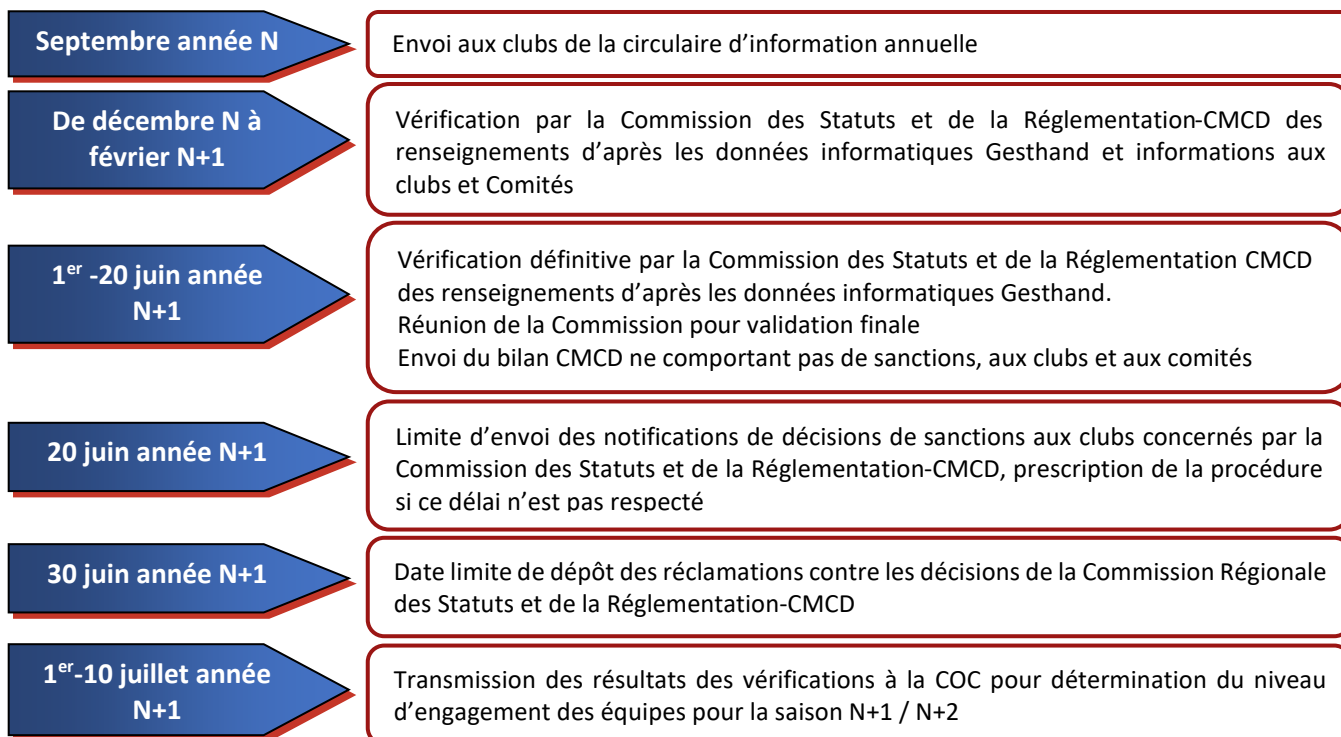 Septembre année N
Envoi aux clubs de la circulaire d’information annuelle
De décembre N à
février N+1
Vérification par la Commission des Statuts et de la Réglementation-CMCD des
renseignements d’après les données informatiques Gesthand et informations aux
clubs et Comités
1er -20 juin année
N+1
Vérification définitive par la Commission des Statuts et de la Réglementation CMCD
des renseignements d’après les données informatiques Gesthand.
Réunion de la Commission pour validation finale
Envoi du bilan CMCD ne comportant pas de sanctions, aux clubs et aux comités
20 juin année N+1
Limite d’envoi des notifications de décisions de sanctions aux clubs concernés par la
Commission des Statuts et de la Réglementation-CMCD, prescription de la procédure
si ce délai n’est pas respecté
30 juin année N+1
Date limite de dépôt des réclamations contre les décisions de la Commission Régionale
des Statuts et de la Réglementation-CMCD
1er-10 juillet année
N+1
Transmission des résultats des vérifications à la COC pour détermination du niveau
d’engagement des équipes pour la saison N+1 / N+2